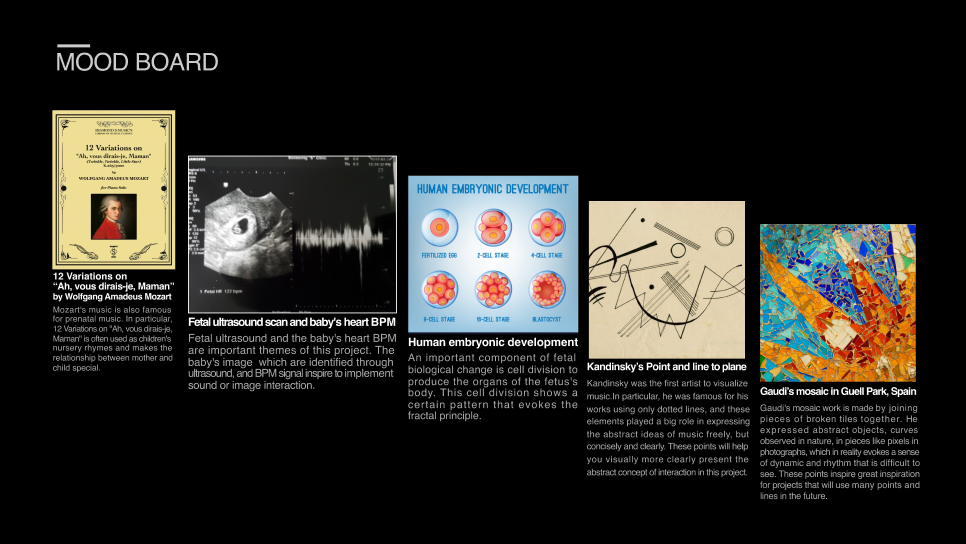 MOOD BOARD
12 Variations on
"Ah, vous dirais-je, Maman"
(Twinkle, Twinkle, Little Star)
by
WOLFGANG AMADEUS MOZART
for Piano Solo
12 Variations on
“Ah, vous dirais-je, Maman”
by Wolfgang Amadeus Mozart
Mozart's music is also famous
for prenatal music. In particular,
12 Variations on "Ah, vous dirais-je,
Maman" is often used as children's
nursery rhymes and makes the
relationship between mother and
child special.
Fetal ultrasound scan and baby's heart BPM
Fetal ultrasound and the baby's heart BPM
are important themes of this project. The
baby's image which are identified through
ultrasound, and BPM signal inspire to implement
sound or image interaction.
HUMAN EMBRYONIC DEVELOPMENT
FERTILIZED EGG
2-CELL STAGE
4-CELL STAGE
8-CELL STAGE
16-CELL STAGE
BLASTOCYST
Human embryonic development
An important component of fetal
biological change is cell division to
produce the organs of the fetus's
body. This cell division shows a
certain pattern that evokes the
fractal principle.
Kandinsky's Point and line to plane
Kandinsky was the first artist to visualize
music.In particular, he was famous for his
works using only dotted lines, and these
elements played a big role in expressing
the abstract ideas of music freely, but
concisely and clearly. These points will help
you visually more clearly present the
abstract concept of interaction in this project.
Gaudi's mosaic in Guell Park, Spain
Gaudi's mosaic work is made by joining
pieces of broken tiles together. He
expressed abstract objects, curves
observed in nature, in pieces like pixels in
photographs, which in reality evokes a sense
of dynamic and rhythm that is difficult to
see. These points inspire great inspiration
for projects that will use many points and
lines in the future.